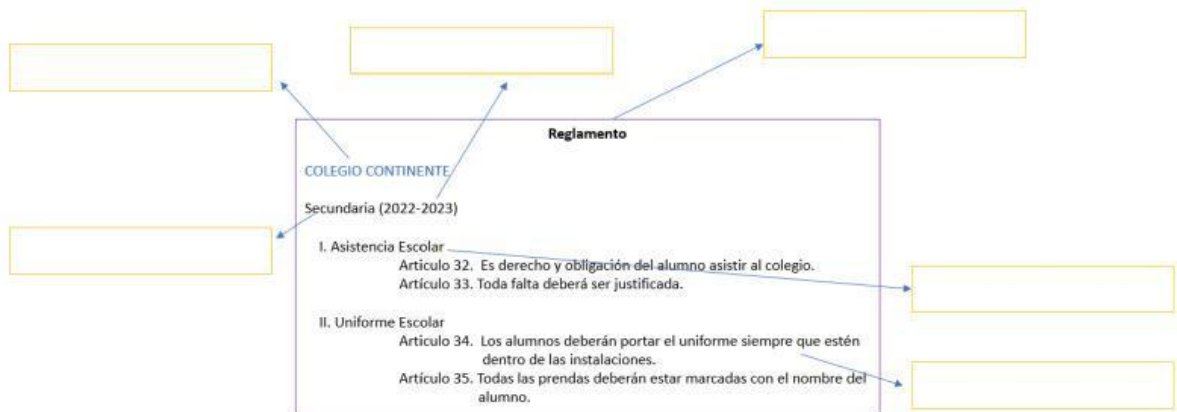 Reglamento
COLEGIO CONTINENTE
Secundaria (2022-2023)
I. Asistencia Escolar
Articulo 32. Es derecho y obligación del alumno asistir al colegio.
Artículo 33. Toda falta deberá ser justificada.
II. Uniforme Escolar
Articulo 34. Los alumnos deberán portar el uniforme siempre que estén
dentro de las instalaciones.
Artículo 35. Todas las prendas deberán estar marcadas con el nombre del
alumno.